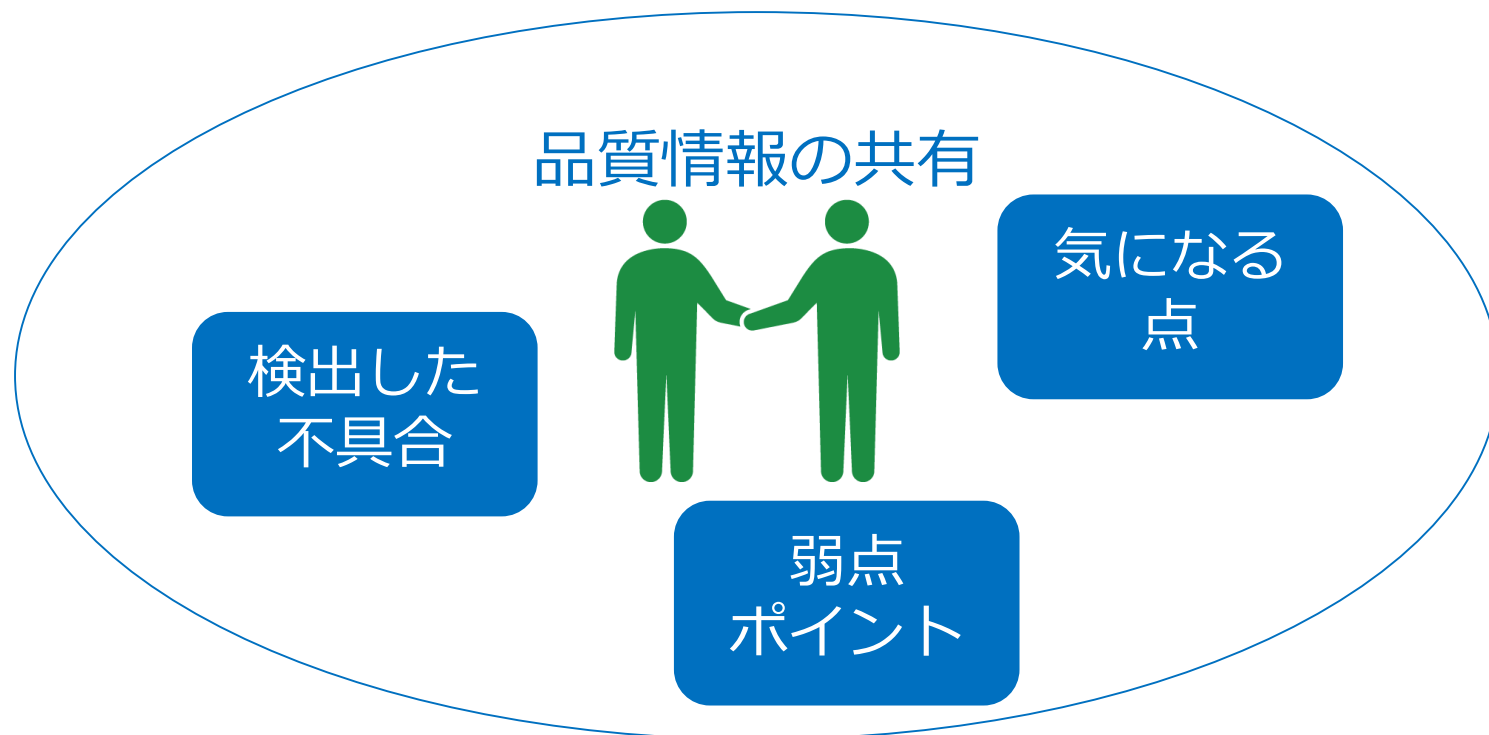 品質情報の共有
気になる
点
検出した
不具合
弱点
ポイント